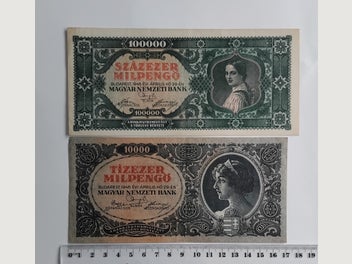 100000
SZÁZEZER
MILPENGŐ
BUDAPEST 1946. ÉVI ÁPRILIS HÓ 29-ÉN
MAGYAR NEMZETI BANK
100000
10000
TÍZEZER
MILPENGŐ
BUDAPEST 1946. ÉVI ÁPRILIS HÓ 29-ÉN
MAGYAR NEMZETI BANK
0 1 2 3 4 5 6 7 8 9 10 11 12 13 14 15 16 17 18 19